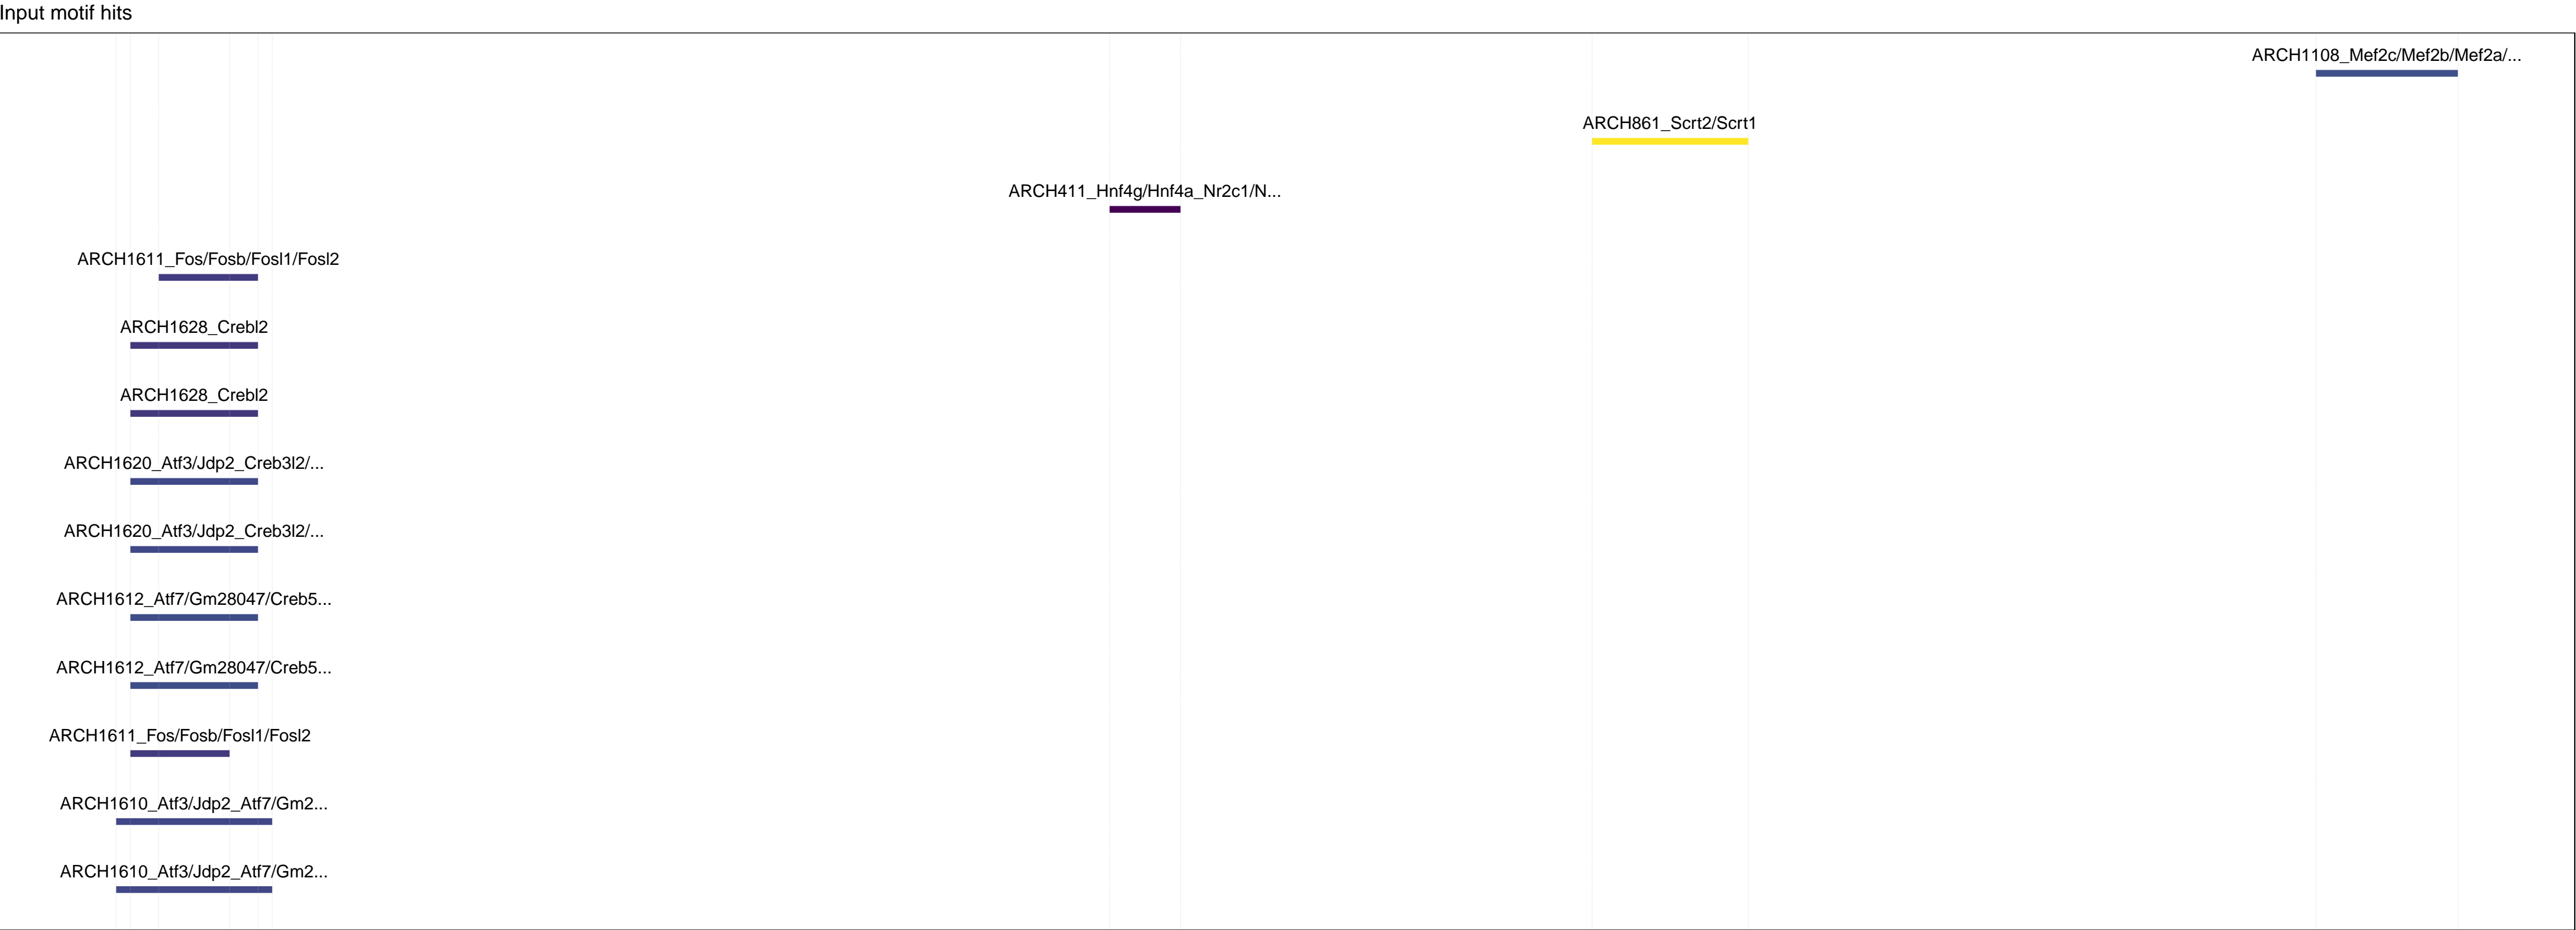 Input motif hits
ARCH1108_Mef2c/Mef2b/Mef2a/...
ARCH861_Scrt2/Scrt1
ARCH411_Hnf4g/Hnf4a_Nr2c1/N...
ARCH1611_Fos/Fosb/Fosl1/Fosl2
ARCH1628_Crebl2
ARCH1628_Crebl2
ARCH1620_Atf3/Jdp2_Creb3l2/...
ARCH1620_Atf3/Jdp2_Creb3l2/...
ARCH1612_Atf7/Gm28047/Creb5...
ARCH1612_Atf7/Gm28047/Creb5...
ARCH1611_Fos/Fosb/Fosl1/Fosl2
ARCH1610_Atf3/Jdp2_Atf7/Gm2...
ARCH1610_Atf3/Jdp2_Atf7/Gm2...